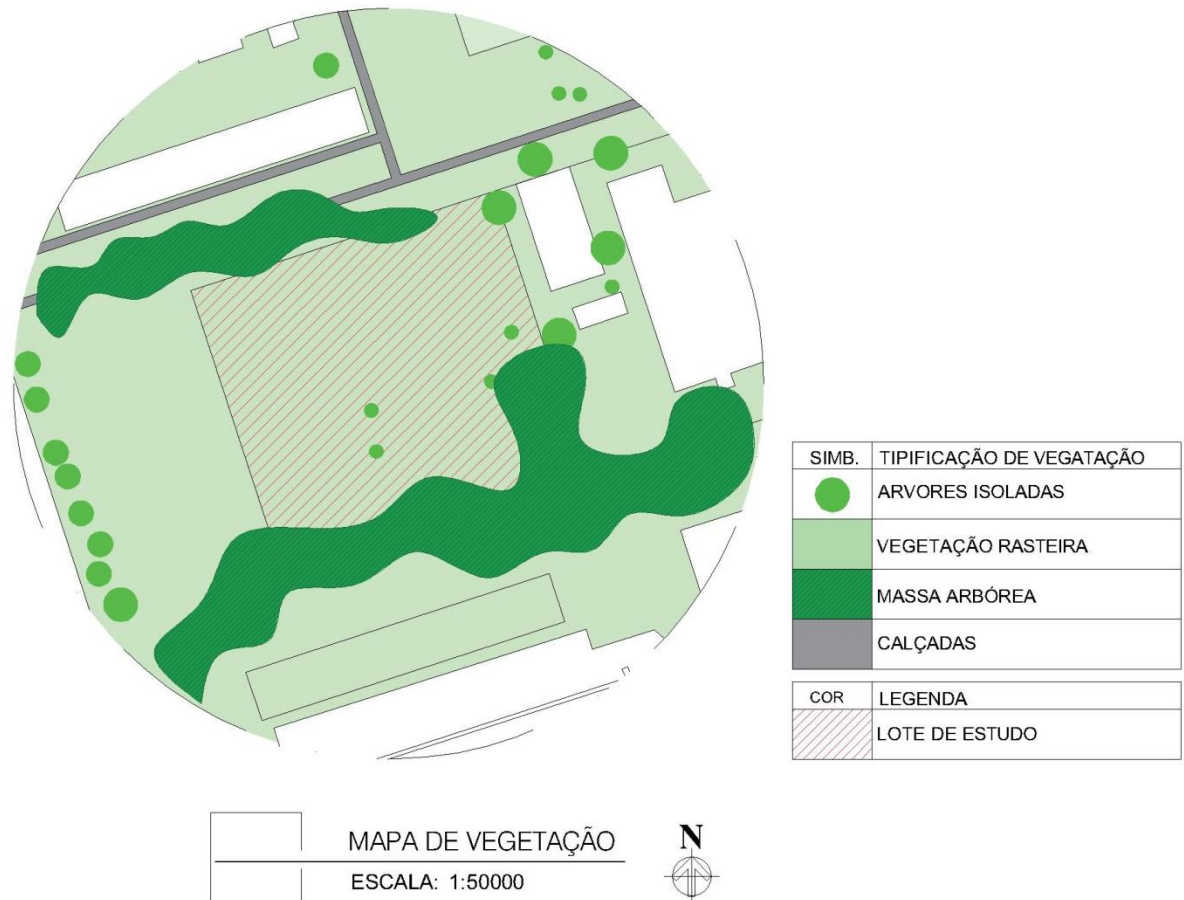 SIMB. TIPIFICAÇÃO DE VEGATAÇÃO
ARVORES ISOLADAS
VEGETAÇÃO RASTEIRA
MASSA ARBÓREA
CALÇADAS
COR LEGENDA
LOTE DE ESTUDO
MAPA DE VEGETAÇÃO
N
ESCALA: 1:50000